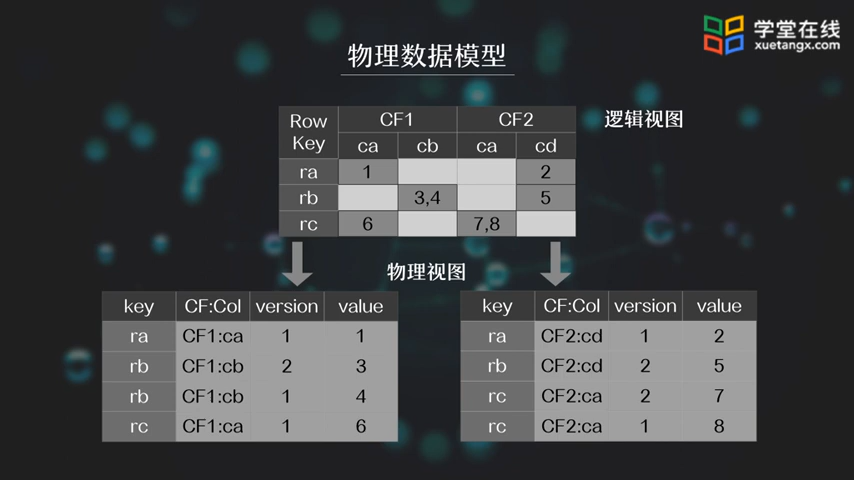 学堂在线
xuetangx.com
物理数据模型
逻辑视图
Row Key CF1 CF2
ca cb ca cd
ra 1 2
rb 3,4 5
rc 6 7,8
物理视图
key CF:Col version value
ra CF1:ca 1 1
rb CF1:cb 2 3
rb CF1:cb 1 4
rc CF1:ca 1 6
key CF:Col version value
ra CF2:cd 1 2
rb CF2:cd 2 5
rc CF2:ca 2 7
rc CF2:ca 1 8